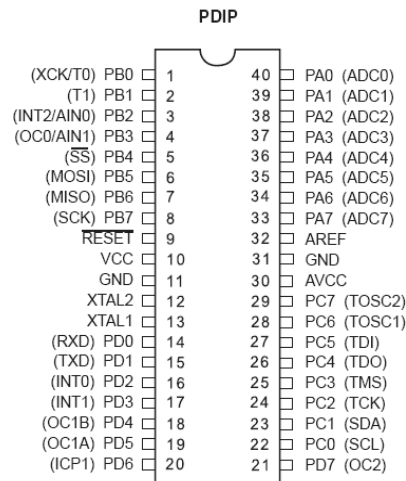 PDIP
(XCK/T0) PB0 1 40 PA0 (ADC0)
(T1) PB1 2 39 PA1 (ADC1)
(INT2/AIN0) PB2 3 38 PA2 (ADC2)
(OC0/AIN1) PB3 4 37 PA3 (ADC3)
(SS) PB4 5 36 PA4 (ADC4)
(MOSI) PB5 6 35 PA5 (ADC5)
(MISO) PB6 7 34 PA6 (ADC6)
(SCK) PB7 8 33 PA7 (ADC7)
RESET 9 32 AREF
VCC 10 31 GND
GND 11 30 AVCC
XTAL2 12 29 PC7 (TOSC2)
XTAL1 13 28 PC6 (TOSC1)
(RXD) PD0 14 27 PC5 (TDI)
(TXD) PD1 15 26 PC4 (TDO)
(INT0) PD2 16 25 PC3 (TMS)
(INT1) PD3 17 24 PC2 (TCK)
(OC1B) PD4 18 23 PC1 (SDA)
(OC1A) PD5 19 22 PC0 (SCL)
(ICP1) PD6 20 21 PD7 (OC2)